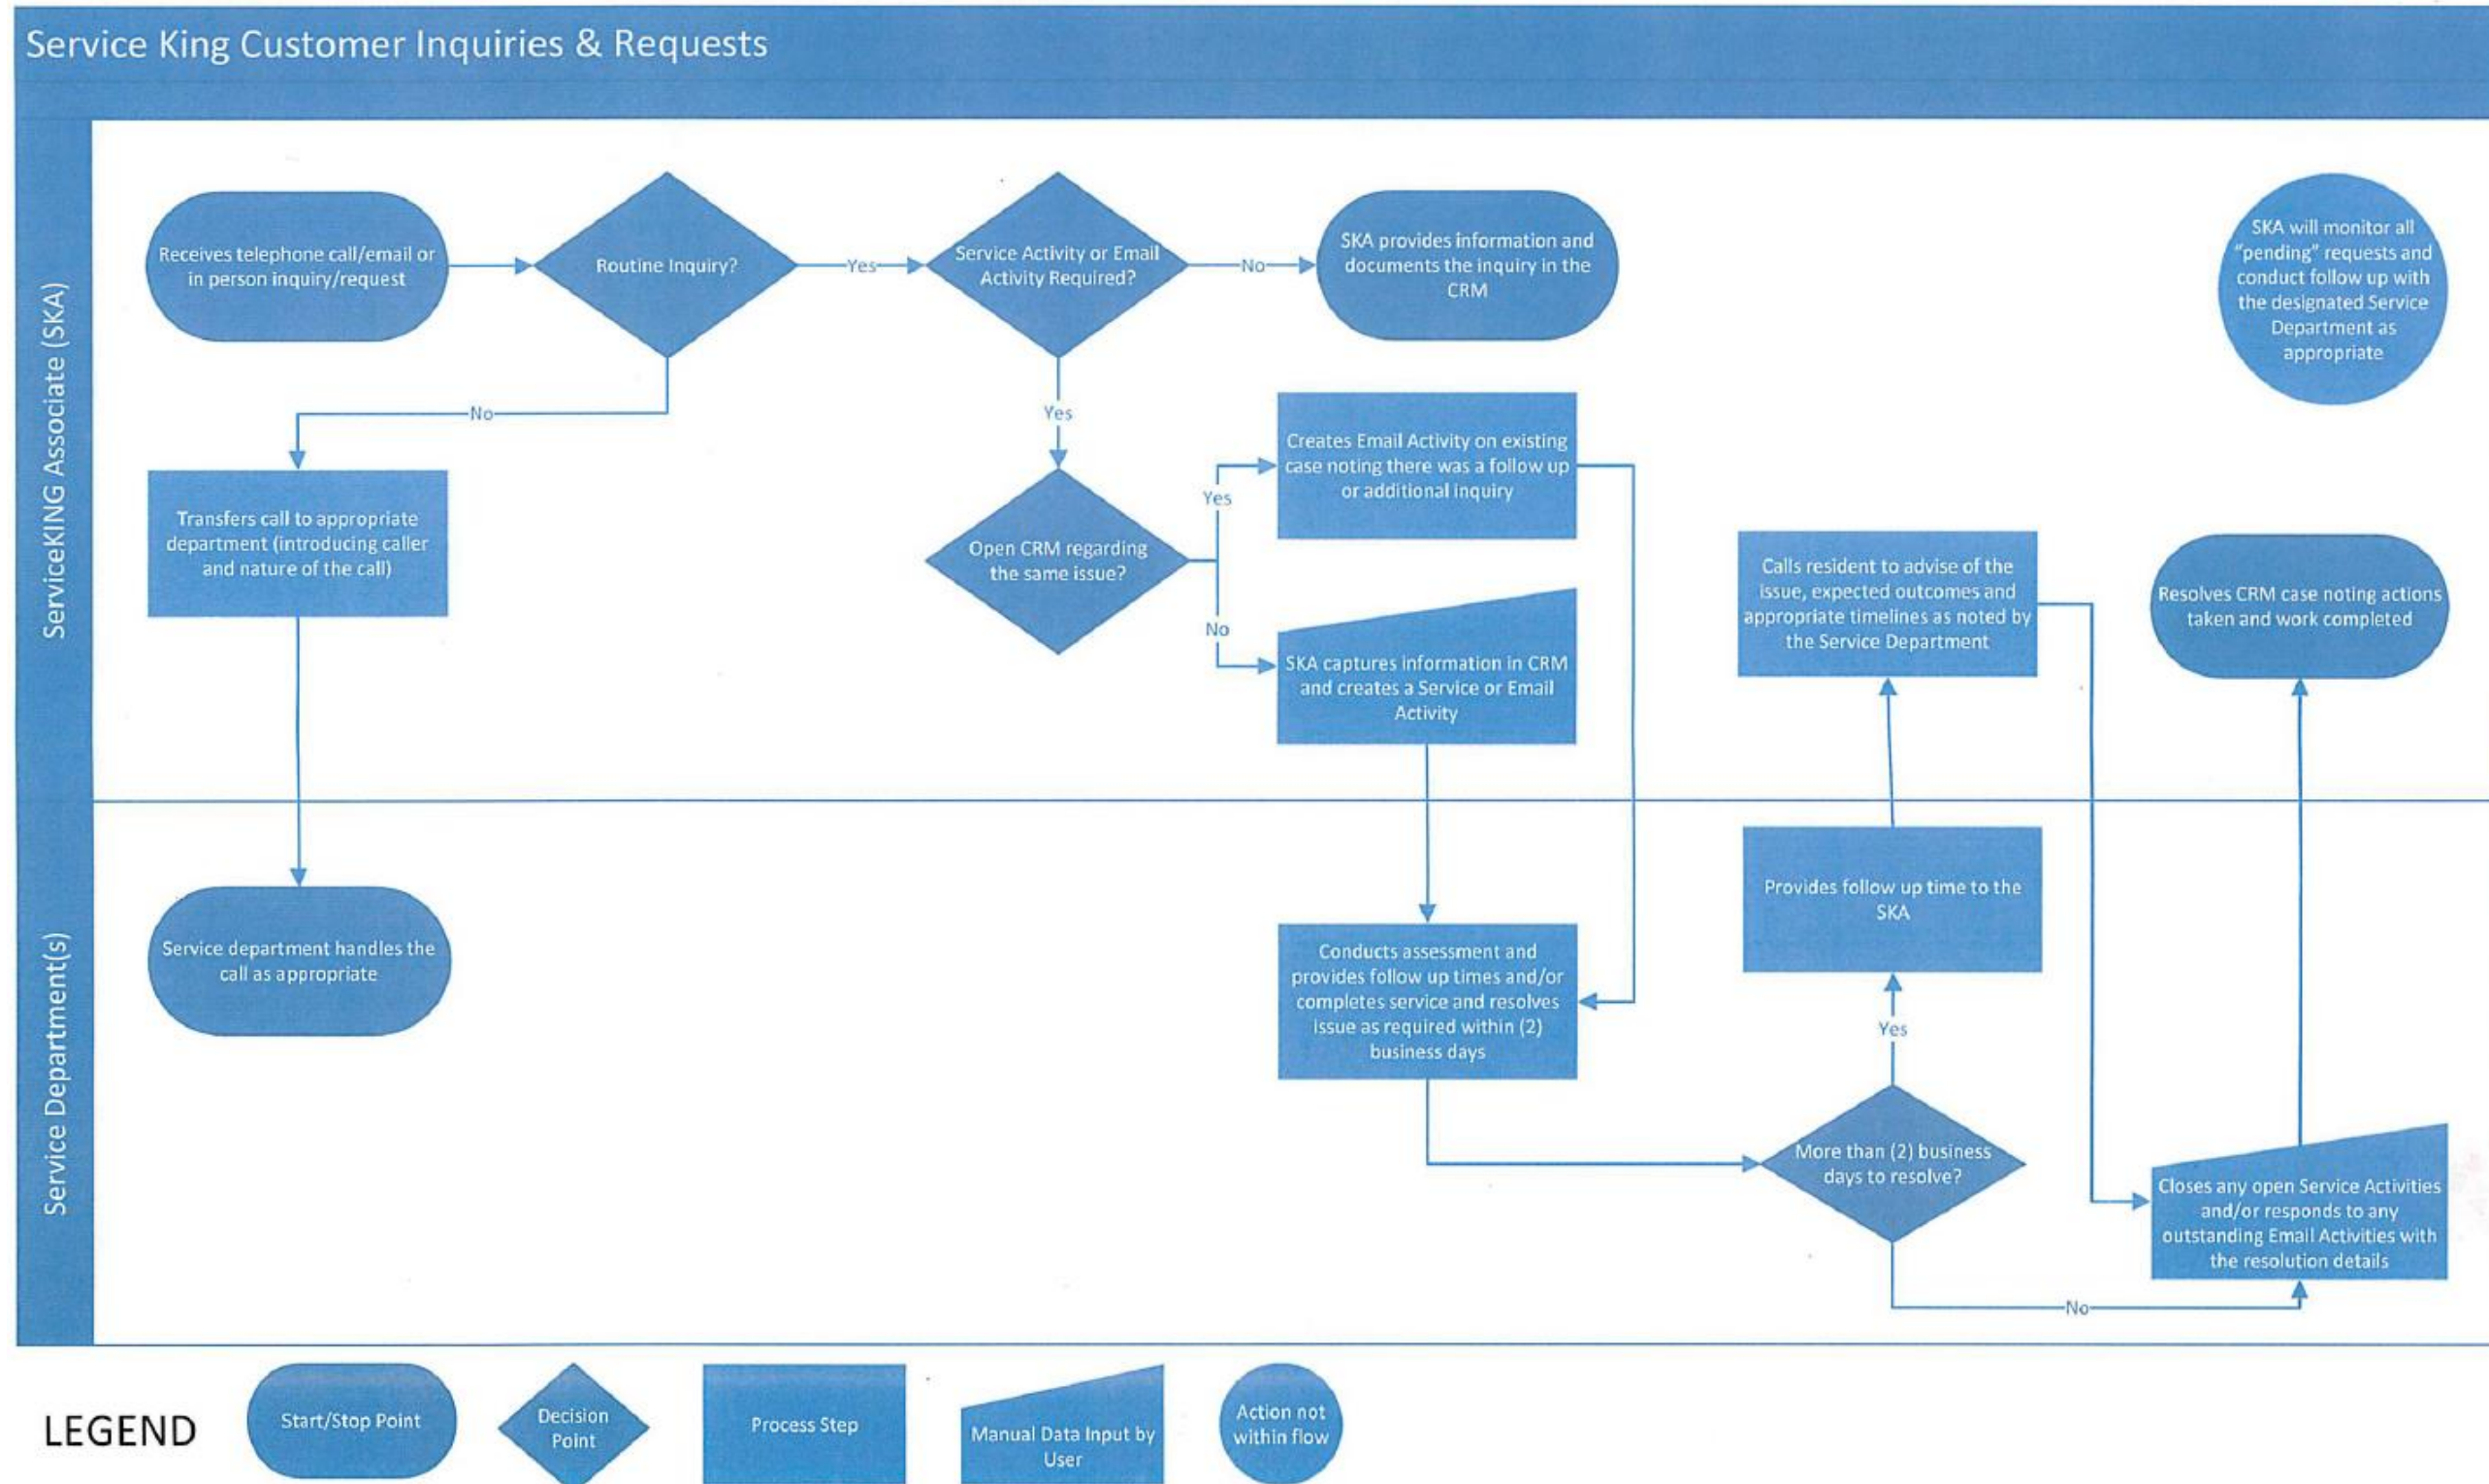 Service King Customer Inquiries & Requests
ServiceKING Associate (SKA)
Receives telephone call/email or
in person inquiry/request
Routine Inquiry?
Yes
Service Activity or Email
Activity Required?
No
SKA provides information and
documents the inquiry in the
CRM
SKA will monitor all
"pending" requests and
conduct follow up with
the designated Service
Department as
appropriate
No
Transfers call to appropriate
department (introducing caller
and nature of the call)
Yes
Open CRM regarding
the same issue?
Yes
Creates Email Activity on existing
case noting there was a follow up
or additional inquiry
No
SKA captures information in CRM
and creates a Service or Email
Activity
Calls resident to advise of the
issue, expected outcomes and
appropriate timelines as noted by
the Service Department
Resolves CRM case noting actions
taken and work completed
Service Department(s)
Service department handles the
call as appropriate
Conducts assessment and
provides follow up times and/or
completes service and resolves
issue as required within (2)
business days
Provides follow up time to the
SKA
Yes
More than (2) business
days to resolve?
No
Closes any open Service Activities
and/or responds to any
outstanding Email Activities with
the resolution details
LEGEND
Start/Stop Point
Decision
Point
Process Step
Manual Data Input by
User
Action not
within flow